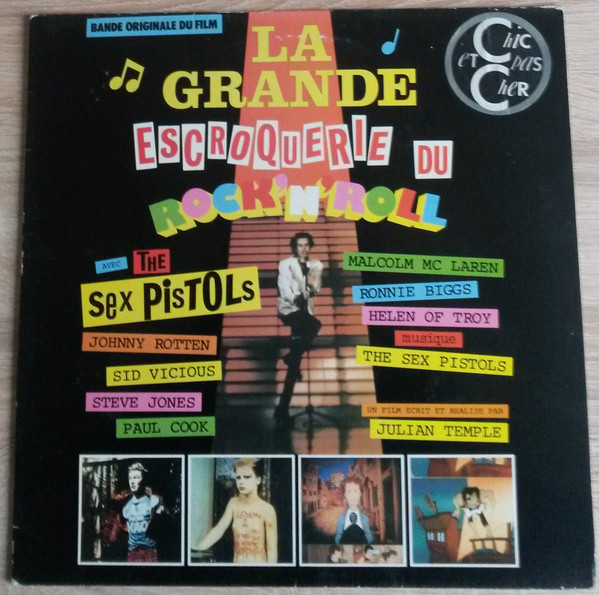 BANDE ORIGINALE DU FILM
LA
GRANDE
ESCROQUERIE DU
ROCK'N'ROLL
Chic
et pas
Cher
AVEC THE
SEX PISTOLS
JOHNNY ROTTEN
SID VICIOUS
STEVE JONES
PAUL COOK
MALCOLM MC LAREN
RONNIE BIGGS
HELEN OF TROY
musique
THE SEX PISTOLS
UN FILM ECRIT ET REALISE PAR
JULIAN TEMPLE